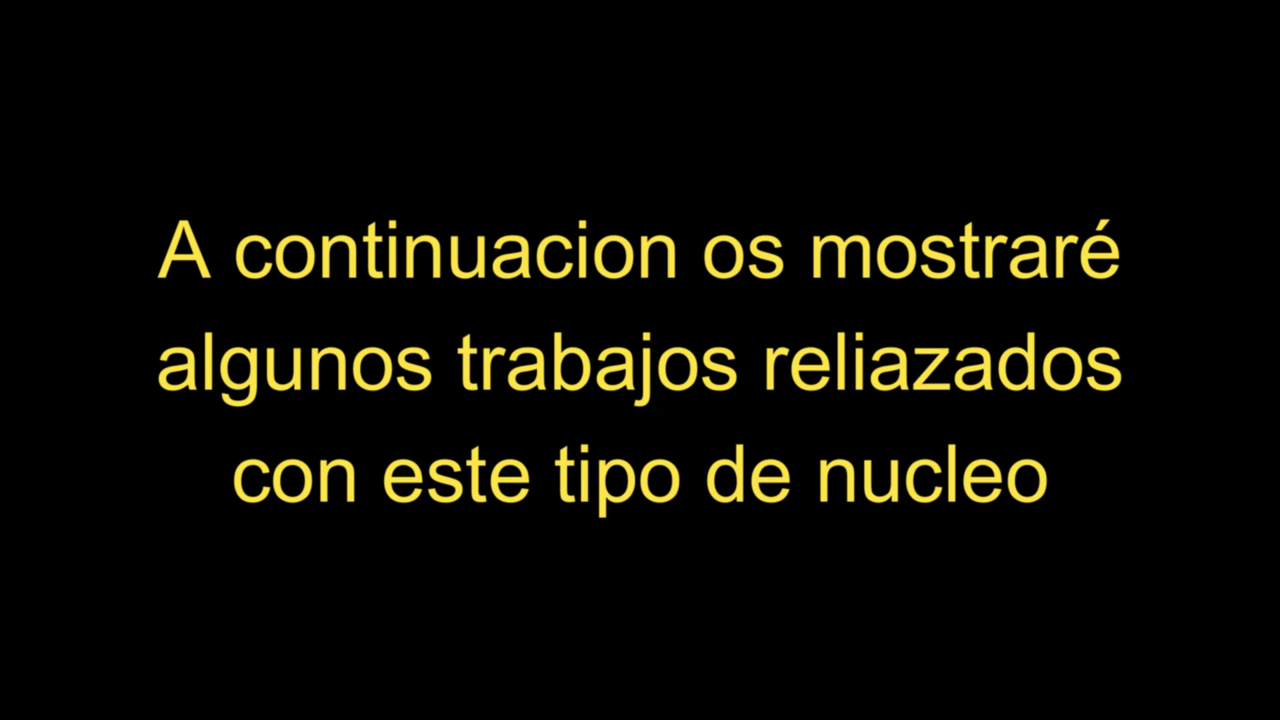 A continuacion os mostraré
algunos trabajos reliazados
con este tipo de nucleo